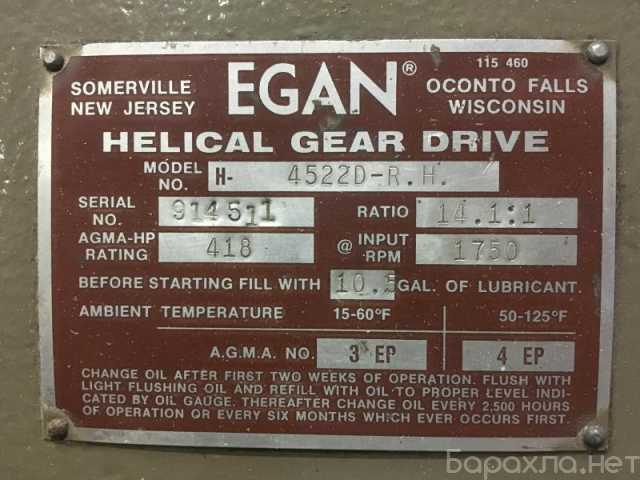 115 460
SOMERVILLE EGAN® OCONTO FALLS
NEW JERSEY WISCONSIN
HELICAL GEAR DRIVE
MODEL NO. H- 4522D-R.H.
SERIAL NO. 914511 RATIO 14.1:1
AGMA-HP RATING 418 @ INPUT RPM 1750
BEFORE STARTING FILL WITH 10.5 GAL. OF LUBRICANT.
AMBIENT TEMPERATURE 15-60°F 50-125°F
A.G.M.A. NO. 3 EP 4 EP
CHANGE OIL AFTER FIRST TWO WEEKS OF OPERATION. FLUSH WITH
LIGHT FLUSHING OIL AND REFILL WITH OIL TO PROPER LEVEL INDI-
CATED BY OIL GAUGE. THEREAFTER CHANGE OIL EVERY 2,500 HOURS
OF OPERATION OR EVERY SIX MONTHS WHICH EVER OCCURS FIRST.
Барахла.нет